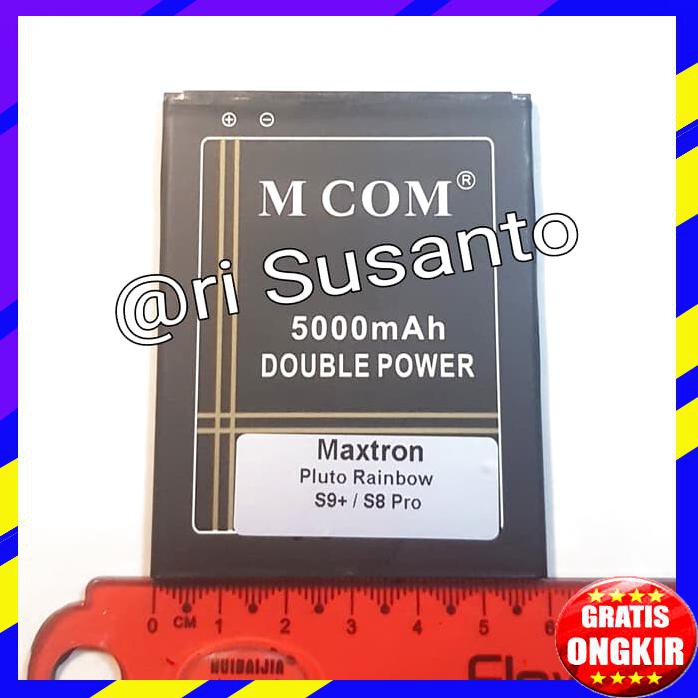 M COM®
@ri Susanto
5000mAh
DOUBLE POWER
Maxtron
Pluto Rainbow
S9+ / S8 Pro
0 CM 1 2 3 4 5 6
HUIBAIJIA
GRATIS
ONGKIR